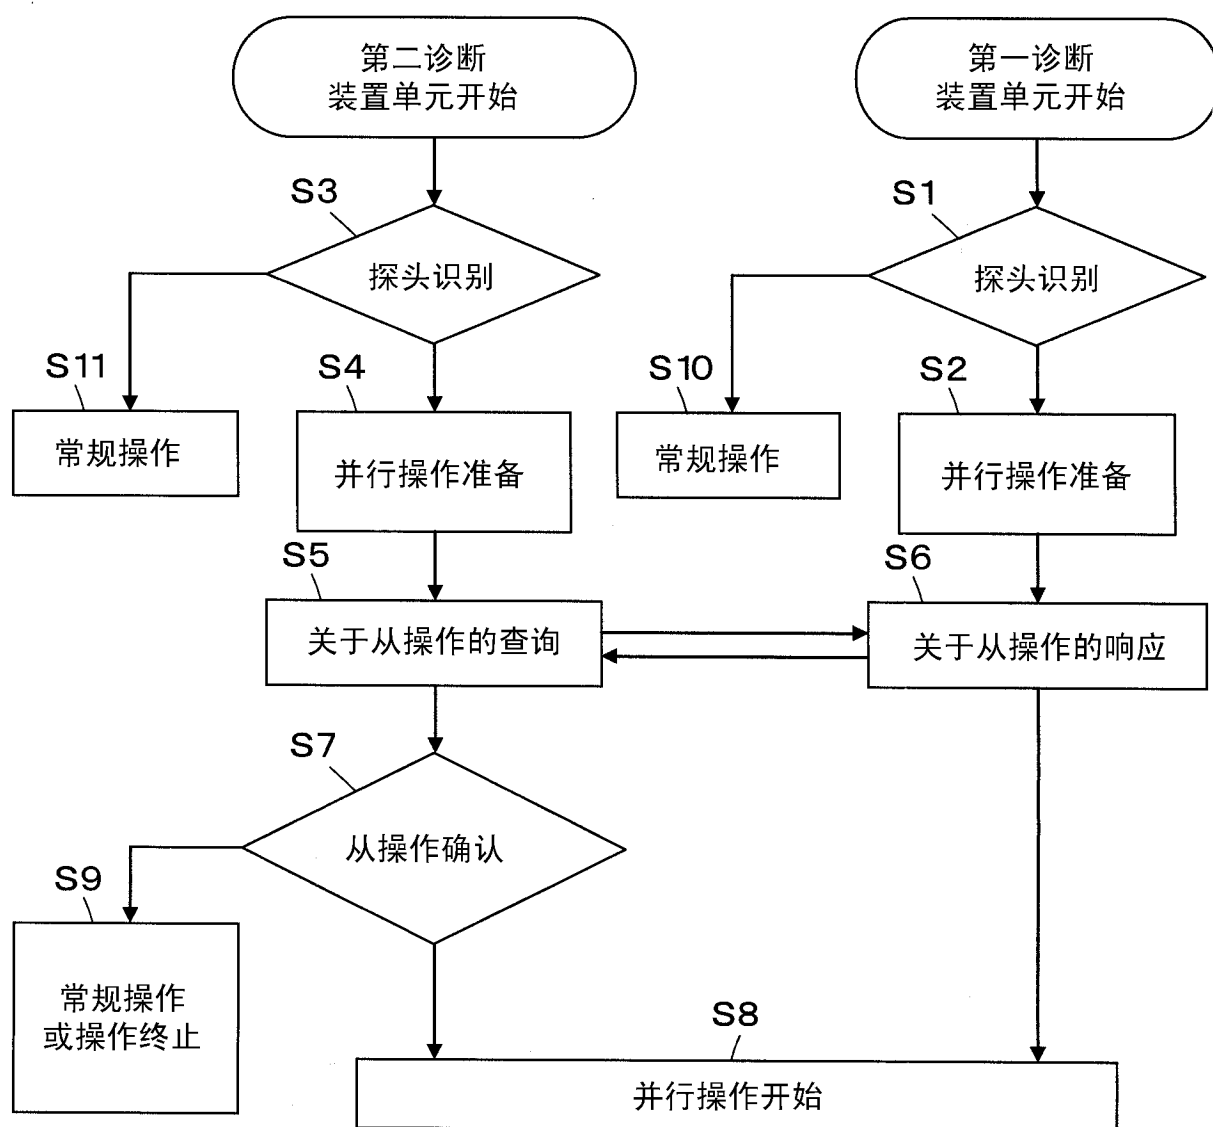 第二诊断
装置单元开始
第一诊断
装置单元开始
S3
S1
探头识别
探头识别
S11
S4
S10
S2
常规操作
并行操作准备
常规操作
并行操作准备
S5
S6
关于从操作的查询
关于从操作的响应
S7
从操作确认
S9
常规操作
或操作终止
S8
并行操作开始